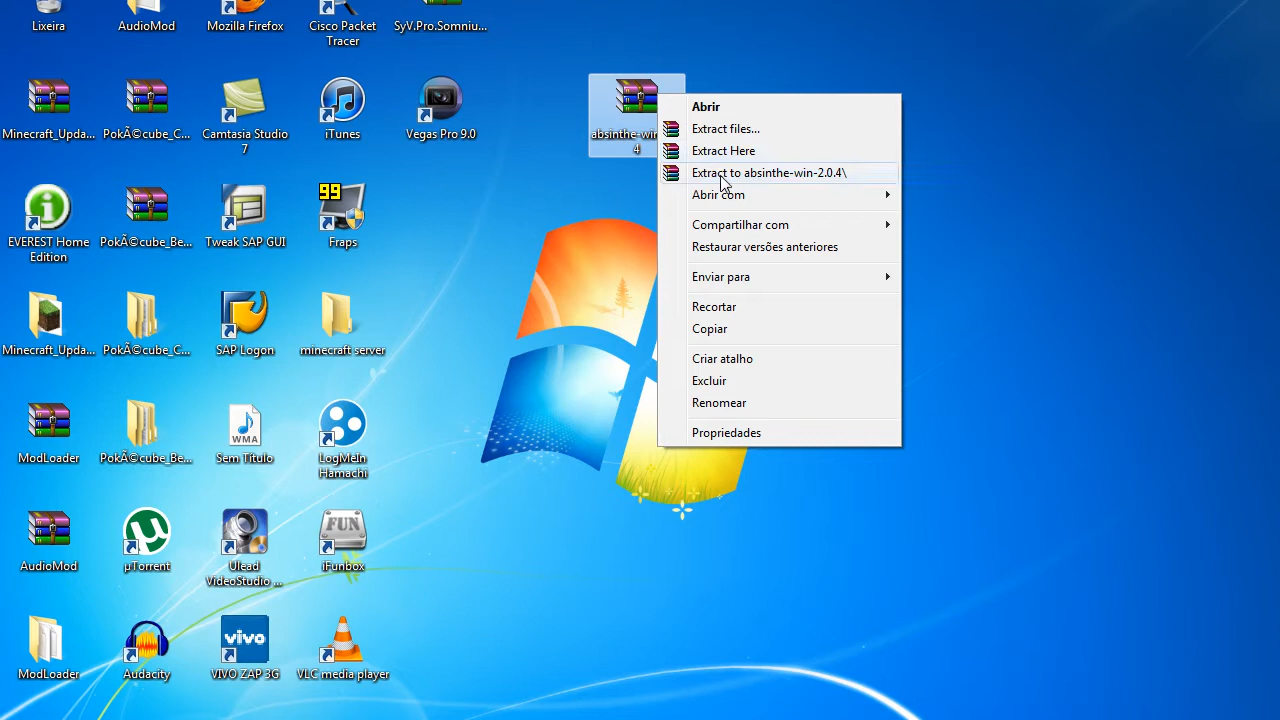 Lixeira
AudioMod
Mozilla Firefox
Cisco Packet
Tracer
SyV.Pro.Somniu...
Minecraft_Upda...
PokÃ©cube_C...
Camtasia Studio
7
iTunes
Vegas Pro 9.0
absinthe-win
4
EVEREST Home
Edition
PokÃ©cube_Be...
Tweak SAP GUI
99
Fraps
Minecraft_Upda...
PokÃ©cube_C...
SAP Logon
minecraft server
ModLoader
PokÃ©cube_Be...
WMA
Sem Título
LogMeIn
Hamachi
AudioMod
µTorrent
Ulead
VideoStudio ...
FUN
iFunbox
ModLoader
Audacity
vivo
VIVO ZAP 3G
VLC media player
Abrir
Extract files...
Extract Here
Extract to absinthe-win-2.0.4\
Abrir com
Compartilhar com
Restaurar versões anteriores
Enviar para
Recortar
Copiar
Criar atalho
Excluir
Renomear
Propriedades